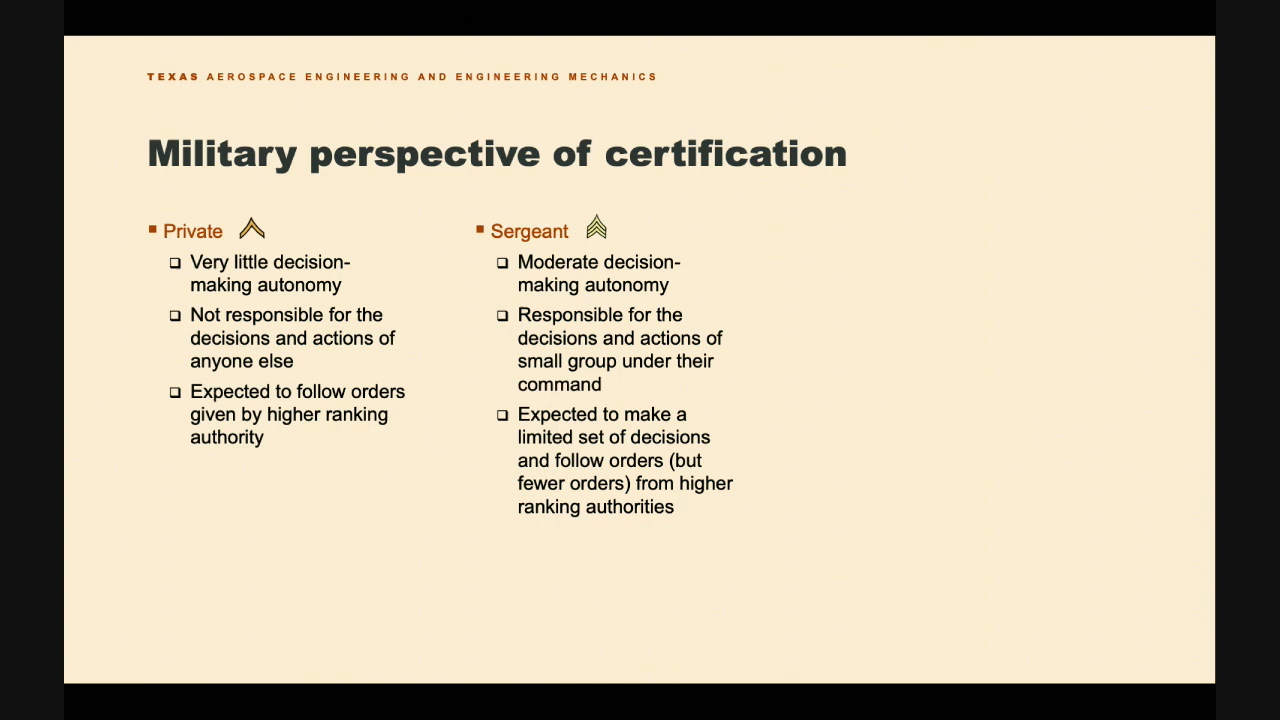 TEXAS AEROSPACE ENGINEERING AND ENGINEERING MECHANICS
Military perspective of certification
Private
Very little decision-
making autonomy
Not responsible for the
decisions and actions of
anyone else
Expected to follow orders
given by higher ranking
authority
Sergeant
Moderate decision-
making autonomy
Responsible for the
decisions and actions of
small group under their
command
Expected to make a
limited set of decisions
and follow orders (but
fewer orders) from higher
ranking authorities